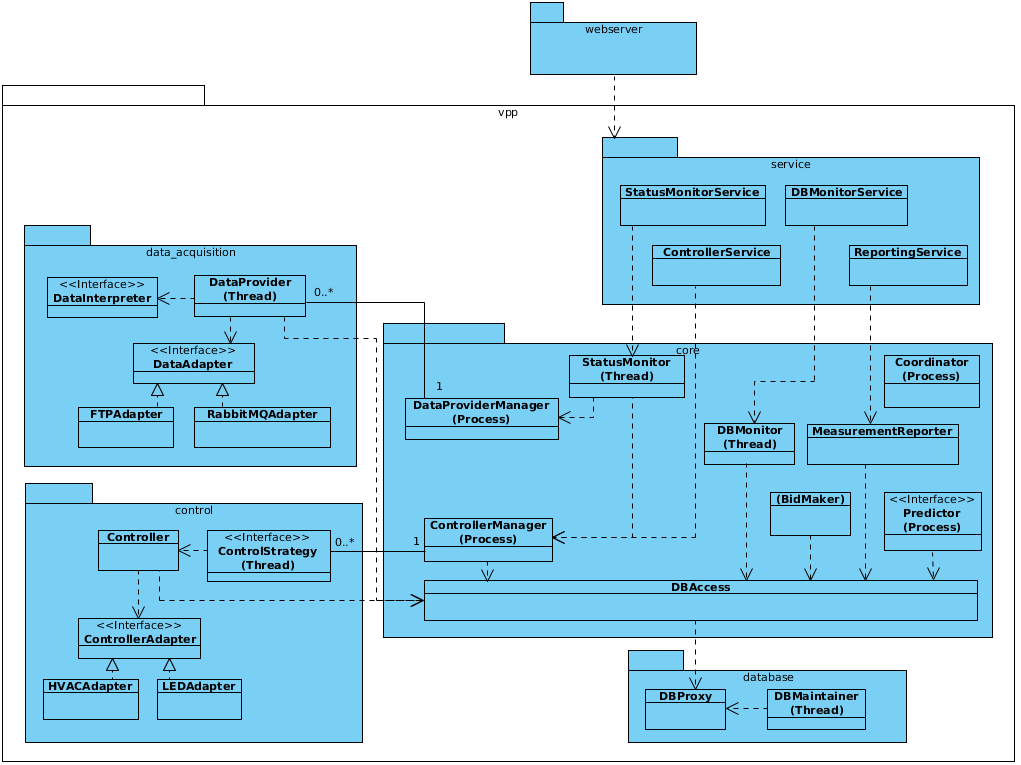 webserver
vpp
service
StatusMonitorService
DBMonitorService
ControllerService
ReportingService
data_acquisition
<<Interface>>
DataInterpreter
DataProvider
(Thread)
0..*
<<Interface>>
DataAdapter
FTPAdapter
RabbitMQAdapter
core
StatusMonitor
(Thread)
Coordinator
(Process)
1
DataProviderManager
(Process)
DBMonitor
(Thread)
MeasurementReporter
(BidMaker)
<<Interface>>
Predictor
(Process)
ControllerManager
(Process)
1
DBAccess
control
Controller
<<Interface>>
ControlStrategy
(Thread)
0..*
<<Interface>>
ControllerAdapter
HVACAdapter
LEDAdapter
database
DBProxy
DBMaintainer
(Thread)